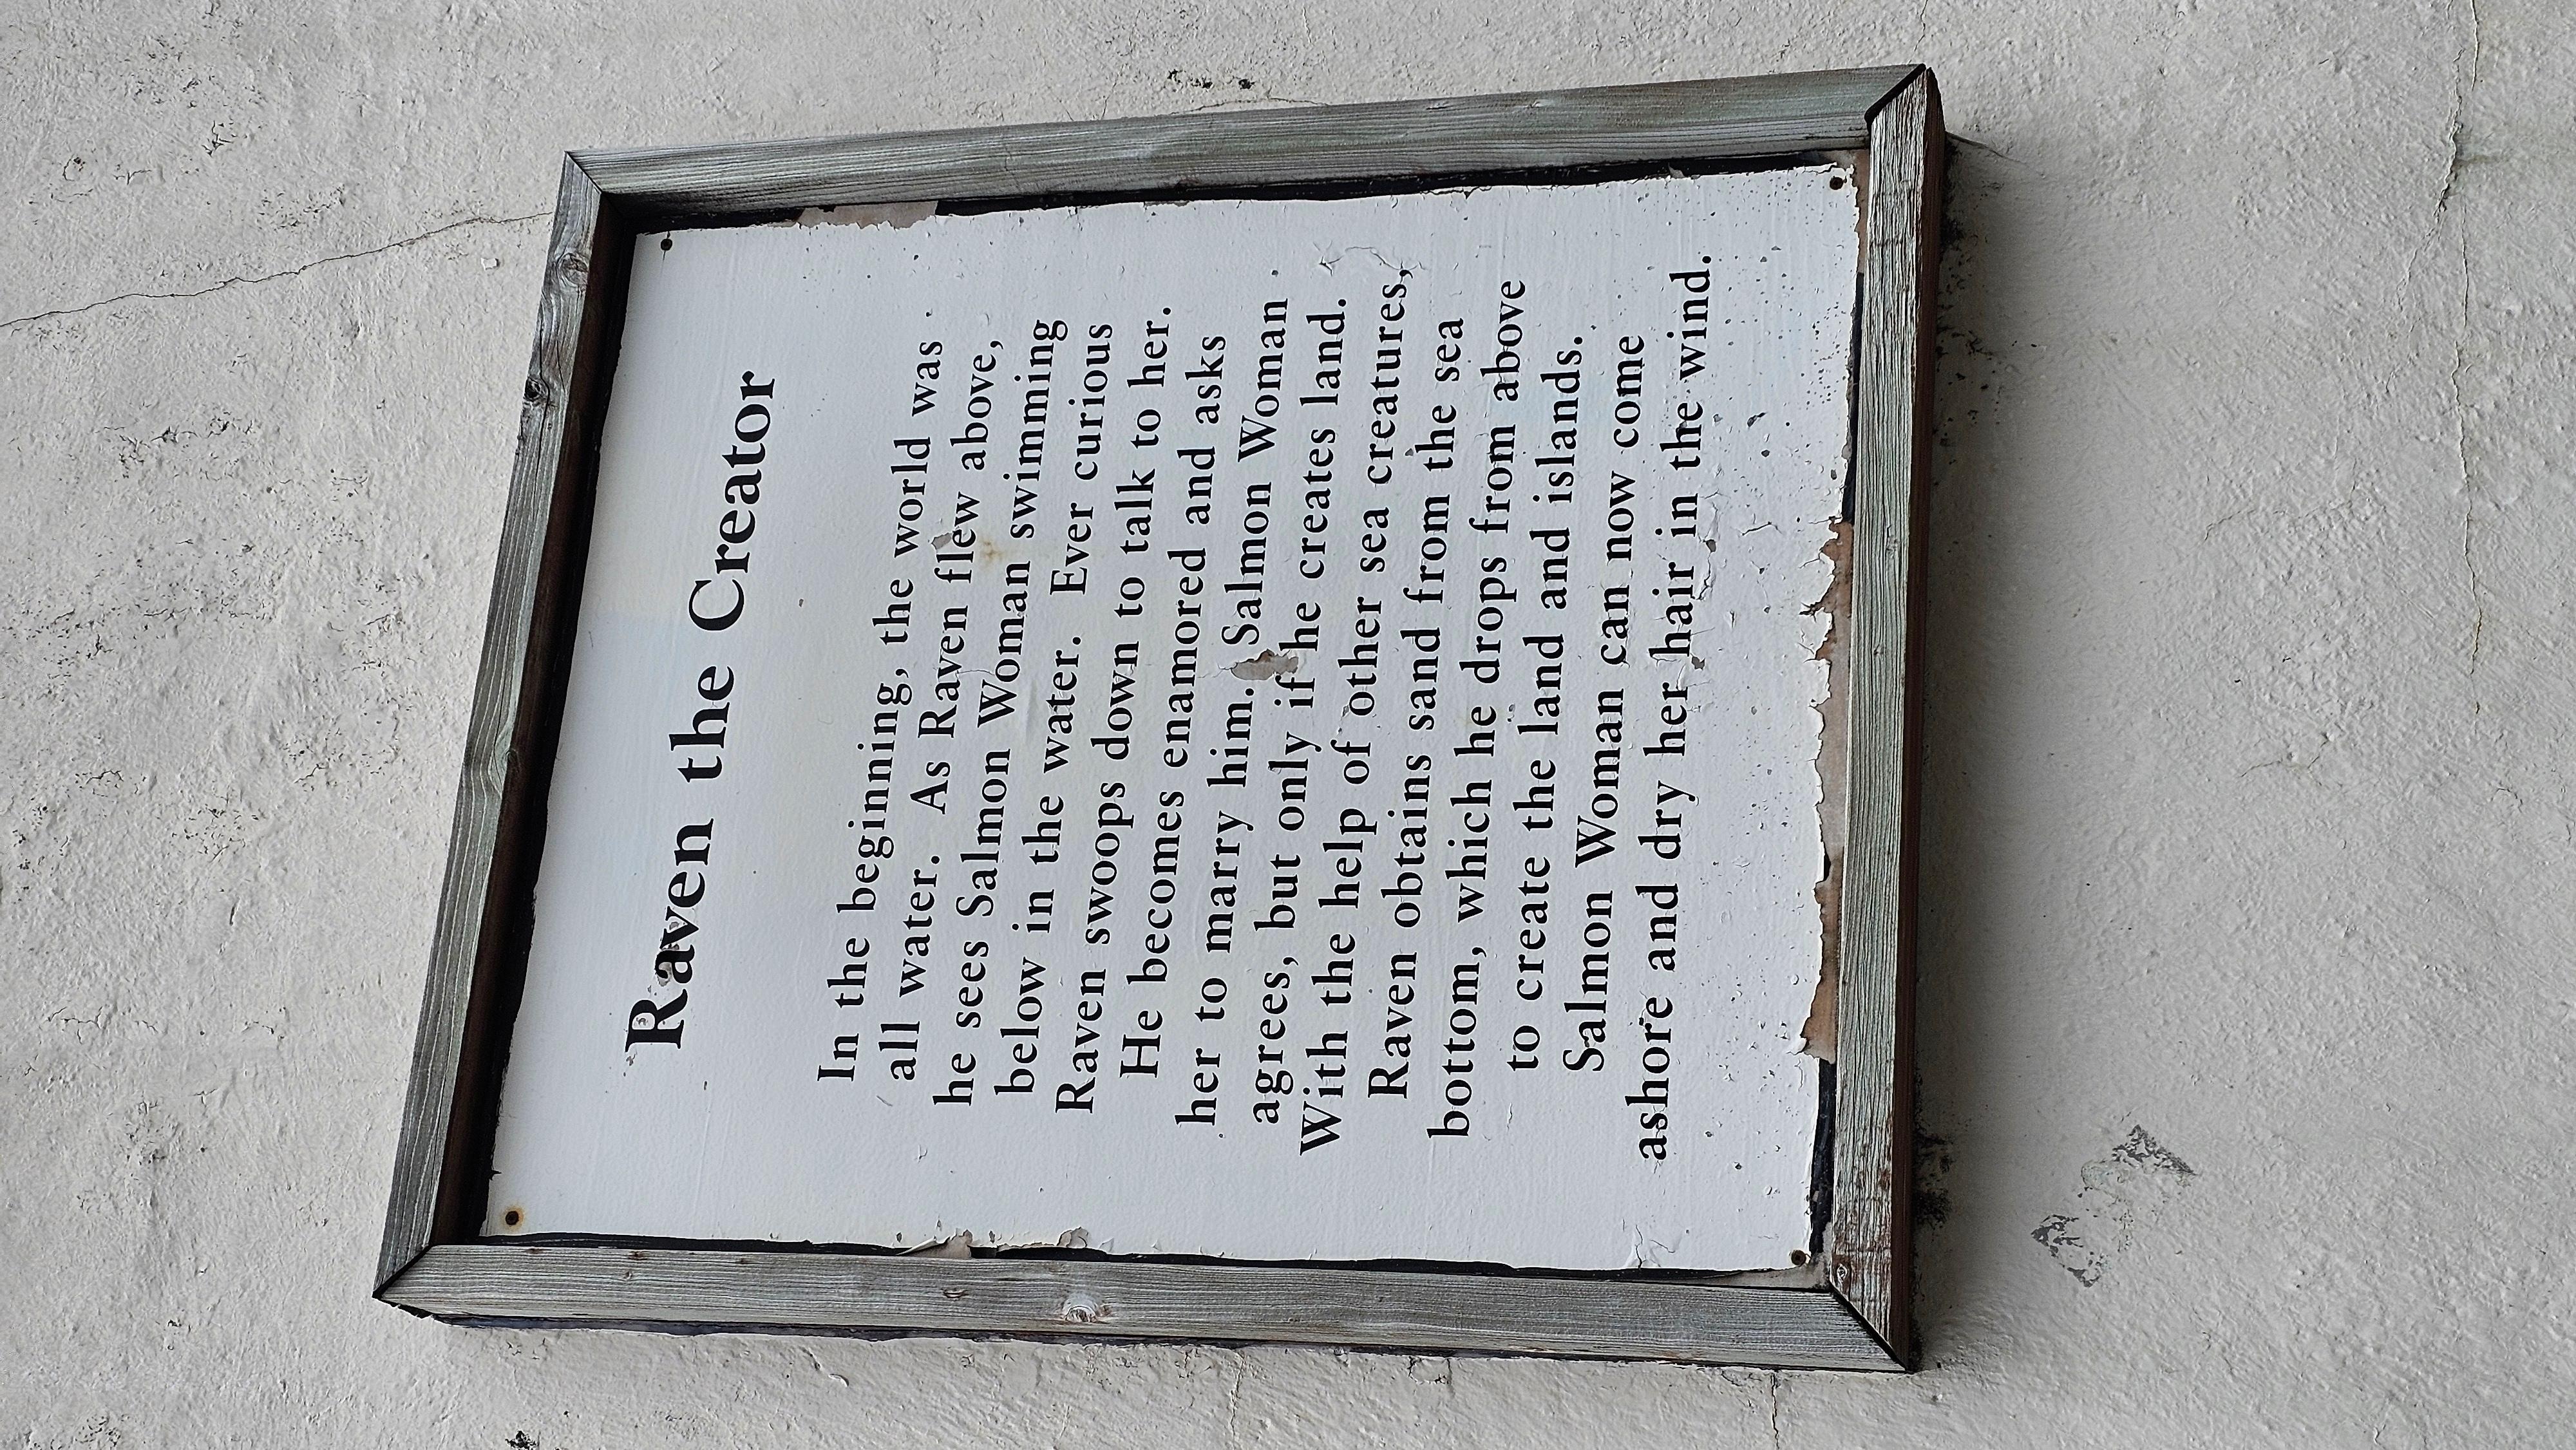 Raven the Creator
In the beginning, the world was
all water. As Raven flew above,
he sees Salmon Woman swimming
below in the water. Ever curious
Raven swoops down to talk to her.
He becomes enamored and asks
her to marry him. Salmon Woman
agrees, but only if he creates land.
With the help of other sea creatures,
Raven obtains sand from the sea
bottom, which he drops from above
to create the land and islands.
Salmon Woman can now come
ashore and dry her hair in the wind.